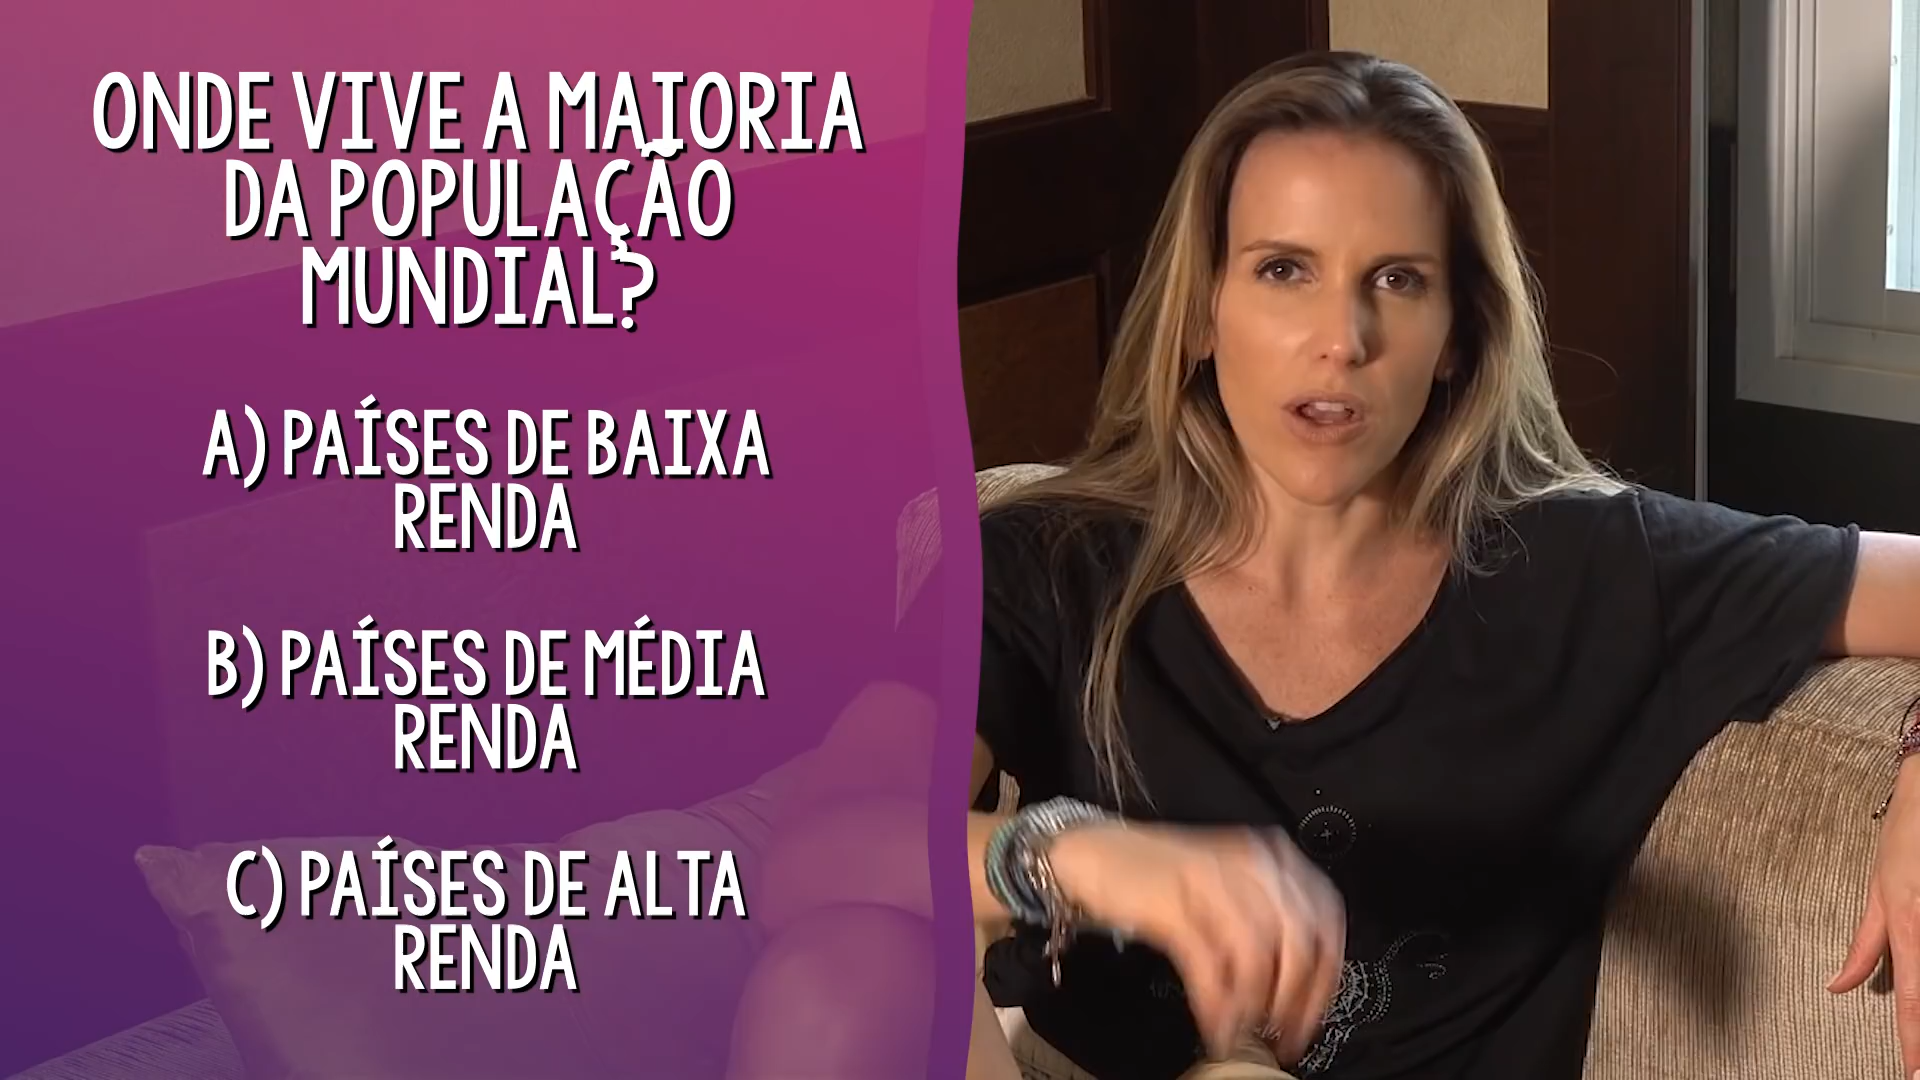 ONDE VIVE A MAIORIA
DA POPULAÇÃO
MUNDIAL?
A) PAÍSES DE BAIXA
RENDA
B) PAÍSES DE MÉDIA
RENDA
C) PAÍSES DE ALTA
RENDA